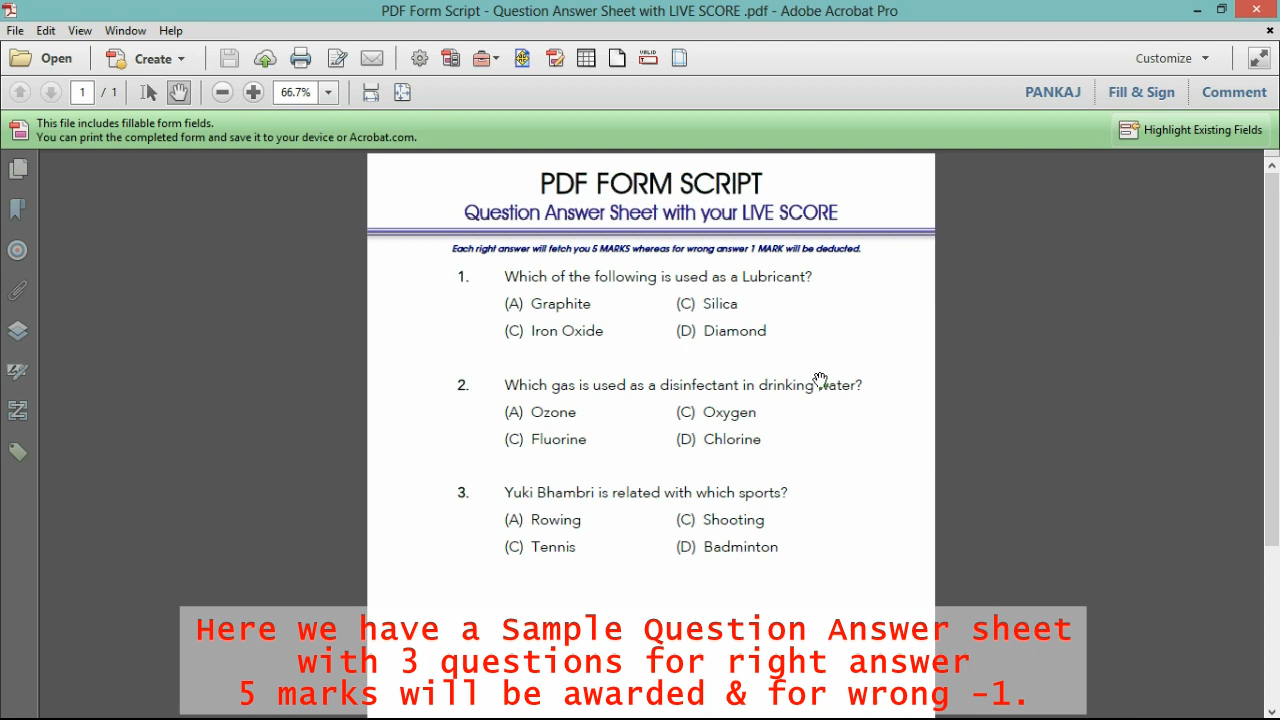 PDF Form Script - Question Answer Sheet with LIVE SCORE .pdf - Adobe Acrobat Pro
File Edit View Window Help
Open Create Customize
1 / 1 66.7% PANKAJ Fill & Sign Comment
This file includes fillable form fields.
You can print the completed form and save it to your device or Acrobat.com.
Highlight Existing Fields
PDF FORM SCRIPT
Question Answer Sheet with your LIVE SCORE
Each right answer will fetch you 5 MARKS whereas for wrong answer 1 MARK will be deducted.
1. Which of the following is used as a Lubricant?
(A) Graphite (C) Silica
(C) Iron Oxide (D) Diamond
2. Which gas is used as a disinfectant in drinking water?
(A) Ozone (C) Oxygen
(C) Fluorine (D) Chlorine
3. Yuki Bhambri is related with which sports?
(A) Rowing (C) Shooting
(C) Tennis (D) Badminton
Here we have a Sample Question Answer sheet
with 3 questions for right answer
5 marks will be awarded & for wrong -1.